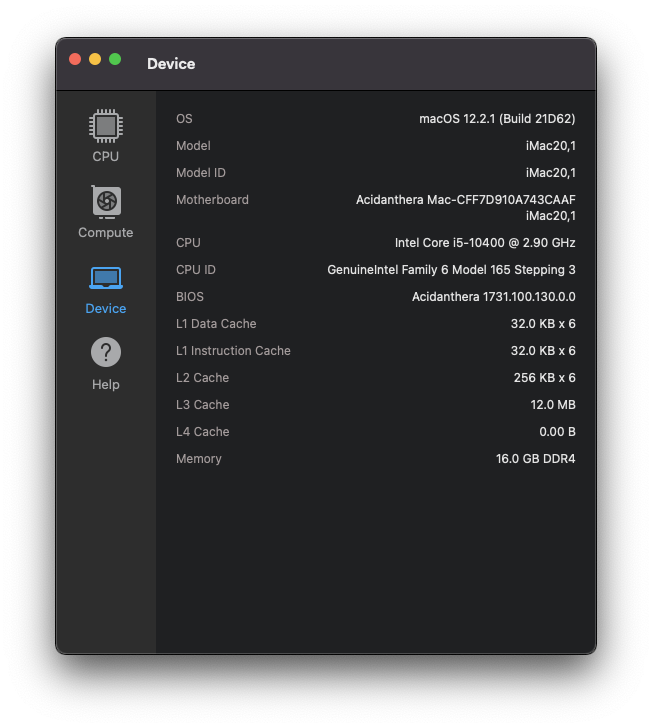 Device
CPU
Compute
Device
Help
OS macOS 12.2.1 (Build 21D62)
Model iMac20,1
Model ID iMac20,1
Motherboard Acidanthera Mac-CFF7D910A743CAAF
iMac20,1
CPU Intel Core i5-10400 @ 2.90 GHz
CPU ID GenuineIntel Family 6 Model 165 Stepping 3
BIOS Acidanthera 1731.100.130.0.0
L1 Data Cache 32.0 KB x 6
L1 Instruction Cache 32.0 KB x 6
L2 Cache 256 KB x 6
L3 Cache 12.0 MB
L4 Cache 0.00 B
Memory 16.0 GB DDR4